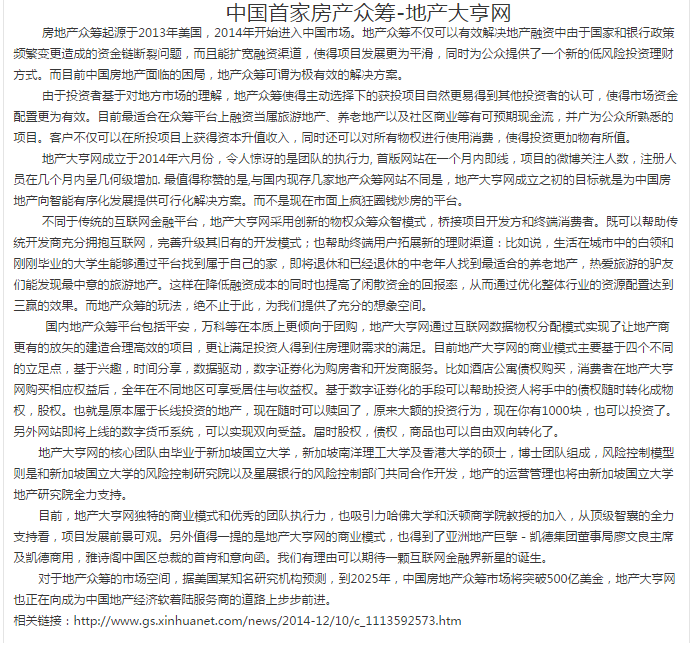 中国首家房产众筹-地产大亨网
房地产众筹起源于2013年美国，2014年开始进入中国市场。地产众筹不仅可以有效解决地产融资中由于国家和银行政策
频繁变更造成的资金链断裂问题，而且能扩宽融资渠道，使得项目发展更为平滑，同时为公众提供了一个新的低风险投资理财
方式。而目前中国房地产面临的困局，地产众筹可谓为极有效的解决方案。
由于投资者基于对地方市场的理解，地产众筹使得主动选择下的获投项目自然更易得到其他投资者的认可，使得市场资金
配置更为有效。目前最适合在众筹平台上融资当属旅游地产、养老地产以及社区商业等有可预期现金流，并广为公众所熟悉的
项目。客户不仅可以在所投项目上获得资本升值收入，同时还可以对所有物权进行使用消费，使得投资更加物有所值。
地产大亨网成立于2014年六月份，令人惊讶的是团队的执行力, 首版网站在一个月内即线，项目的微博关注人数，注册人
员在几个月内呈几何级增加. 最值得称赞的是,与国内现存几家地产众筹网站不同是，地产大亨网成立之初的目标就是为中国房
地产向智能有序化发展提供可行化解决方案。而不是现在市面上疯狂圈钱炒房的平台。
不同于传统的互联网金融平台，地产大亨网采用创新的物权众筹众智模式，桥接项目开发方和终端消费者。既可以帮助传
统开发商充分拥抱互联网，完善升级其旧有的开发模式；也帮助终端用户拓展新的理财渠道；比如说，生活在城市中的白领和
刚刚毕业的大学生能够通过平台找到属于自己的家，即将退休和已经退休的中老年人找到最适合的养老地产，热爱旅游的驴友
们能发现最中意的旅游地产。这样在降低融资成本的同时也提高了闲散资金的回报率，从而通过优化整体行业的资源配置达到
三赢的效果。而地产众筹的玩法，绝不止于此，为我们提供了充分的想象空间。
国内地产众筹平台包括平安，万科等在本质上更倾向于团购，地产大亨网通过互联网数据物权分配模式实现了让地产商
更有的放矢的建造合理高效的项目，更让满足投资人得到住房理财需求的满足。目前地产大亨网的商业模式主要基于四个不同
的立足点，基于兴趣，时间分享，数据驱动，数字证券化为购房者和开发商服务。比如酒店公寓债权购买，消费者在地产大亨
网购买相应权益后，全年在不同地区可享受居住与收益权。基于数字证券化的手段可以帮助投资人将手中的债权随时转化成物
权，股权。也就是原本属于长线投资的地产，现在随时可以赎回了，原来大额的投资行为，现在你有1000块，也可以投资了。
另外网站即将上线的数字货币系统，可以实现双向受益。届时股权，债权，商品也可以自由双向转化了。
地产大亨网的核心团队由毕业于新加坡国立大学，新加坡南洋理工大学及香港大学的硕士，博士团队组成，风险控制模型
则是和新加坡国立大学的风险控制研究院以及星展银行的风险控制部门共同合作开发，地产的运营管理也将由新加坡国立大学
地产研究院全力支持。
目前，地产大亨网独特的商业模式和优秀的团队执行力，也吸引力哈佛大学和沃顿商学院教授的加入，从顶级智囊的全力
支持看，项目发展前景可观。另外值得一提的是地产大亨网的商业模式，也得到了亚洲地产巨擎－凯德集团董事局廖文良主席
及凯德商用，雅诗阁中国区总裁的首肯和意向函。我们有理由可以期待一颗互联网金融界新星的诞生。
对于地产众筹的市场空间，据美国某知名研究机构预测，到2025年，中国房地产众筹市场将突破500亿美金，地产大亨网
也正在向成为中国地产经济软着陆服务商的道路上步步前进。
相关链接：http://www.gs.xinhuanet.com/news/2014-12/10/c_1113592573.htm